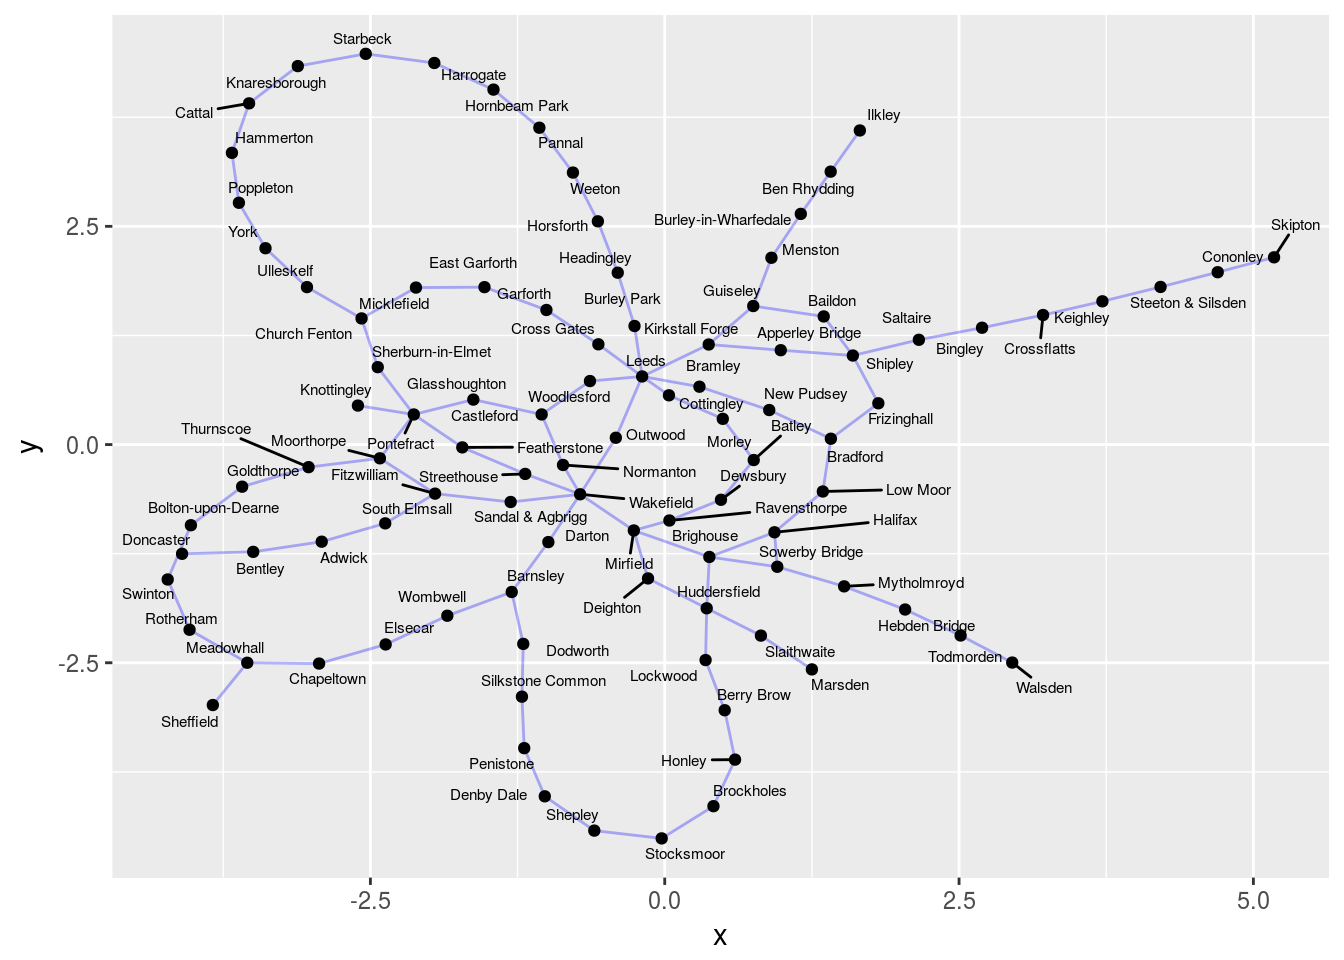 Starbeck
Harrogate
Knaresborough
Hornbeam Park
Cattal
Ilkley
Hammerton
Pannal
Poppleton
Weeton
Ben Rhydding
Burley-in-Wharfedale
Horsforth
Skipton
York
Menston
Headingley
Cononley
East Garforth
Ulleskelf
Guiseley
Garforth
Burley Park
Baildon
Micklefield
Steeton & Silsden
Saltaire
Keighley
Church Fenton
Cross Gates
Kirkstall Forge
Apperley Bridge
Bingley
Crossflatts
Sherburn-in-Elmet
Leeds
Bramley
Shipley
Knottingley
Glasshoughton
Woodlesford
New Pudsey
Castleford
Cottingley
Frizinghall
Thurnscoe
Moorthorpe
Pontefract
Outwood
Morley
Batley
Featherstone
Bradford
Goldthorpe
Fitzwilliam
Streethouse
Normanton
Dewsbury
Low Moor
Bolton-upon-Dearne
South Elmsall
Sandal & Agbrigg
Wakefield
Ravensthorpe
Halifax
Doncaster
Adwick
Darton
Brighouse
Sowerby Bridge
Bentley
Mirfield
Barnsley
Mytholmroyd
Swinton
Wombwell
Deighton
Huddersfield
Rotherham
Elsecar
Hebden Bridge
Meadowhall
Dodworth
Slaithwaite
Todmorden
Chapeltown
Silkstone Common
Lockwood
Marsden
Walsden
Sheffield
Berry Brow
Penistone
Honley
Denby Dale
Brockholes
Shepley
Stocksmoor
2.5
0.0
-2.5
y
-2.5
0.0
2.5
5.0
x